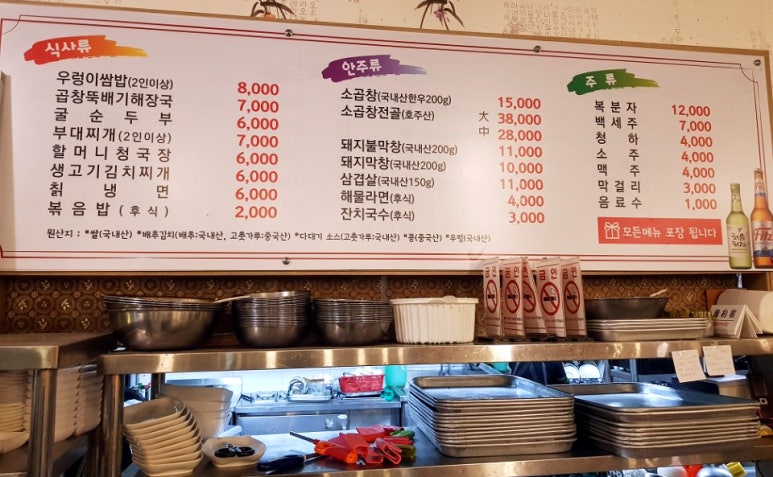 식사류
우렁이쌈밥(2인이상) 8,000
곱창뚝배기해장국 7,000
굴순두부 6,000
부대찌개(2인이상) 7,000
할머니청국장 6,000
생고기김치찌개 6,000
칡냉면 6,000
볶음밥(후식) 2,000
안주류
소곱창(국내산한우200g) 15,000
소곱창전골(호주산) 大 38,000
中 28,000
돼지불막창(국내산200g) 11,000
돼지막창(국내산200g) 10,000
삼겹살(국내산150g) 11,000
해물라면(후식) 4,000
잔치국수(후식) 3,000
주류
복분자 12,000
백세주 7,000
청하 4,000
소주 4,000
맥주 4,000
막걸리 3,000
음료수 1,000
모든메뉴 포장 됩니다
원산지 : *쌀(국내산) *배추김치(배추:국내산, 고춧가루:중국산) *다대기 소스(고춧가루:국내산) *콩(중국산) *우렁(국내산)
금연